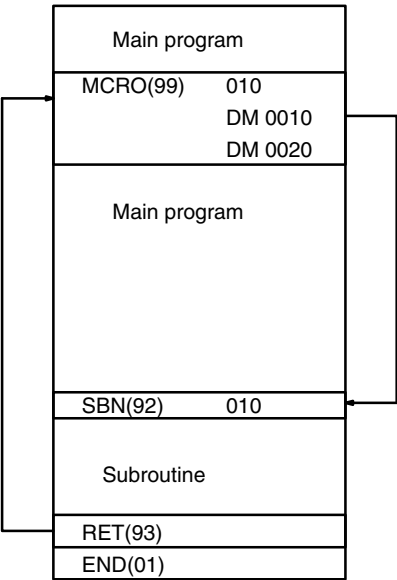 Main program
MCRO(99) 010
DM 0010
DM 0020
Main program
SBN(92) 010
Subroutine
RET(93)
END(01)